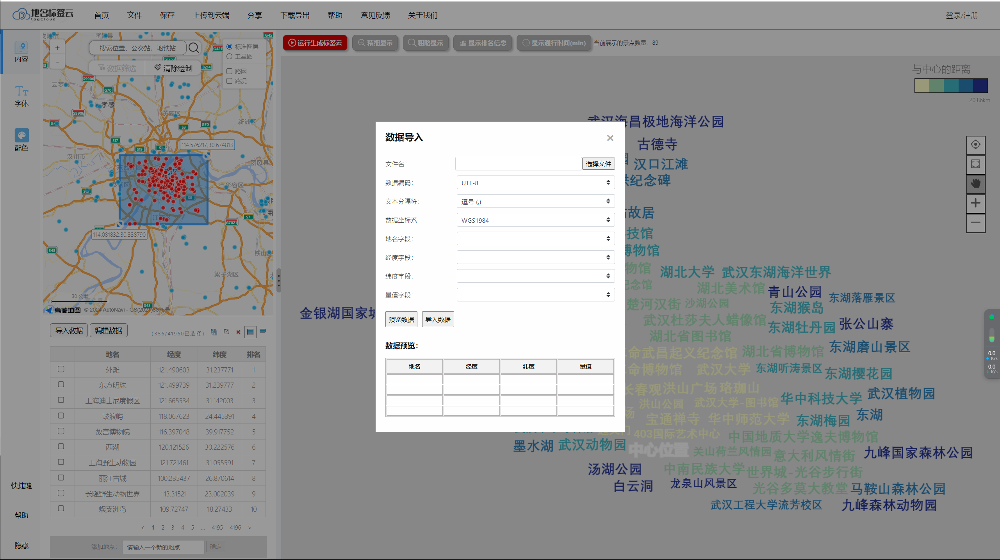 地名标签云
tagCloud
首页 文件 保存 上传到云端 分享 下载导出 帮助 意见反馈 关于我们
登录/注册
内容
字体
配色
快捷键
帮助
隐藏
孝昌县
搜索位置、公交站、地铁站
数据筛选 清除绘制
标准图层
卫星图
路网
路况
云梦县
G45
G9906
G70
孝感
G9906
黄陂区
新洲区
S3
G70
S17
S19
S1
114.576217,30.674813
汉川市
团风县
华容区
S8
S7
G7021
114.081832,30.338790
S43
铁山区
梁子湖区
30 公里
S43
高德地图 © 2024 AutoNavi - GS(2021)6375号
导入数据 编辑数据 (356/41960已选择)
地名 经度 纬度 排名
外滩 121.490603 31.237771 1
东方明珠 121.499739 31.239777 2
上海迪士尼度假区 121.665534 31.142003 3
鼓浪屿 118.067623 24.445391 4
故宫博物院 116.397048 39.917752 5
西湖 120.121526 30.222576 6
上海野生动物园 121.721461 31.055591 7
丽江古城 100.235437 26.870614 8
长隆野生动物世界 113.31521 23.002039 9
蜈支洲岛 109.72747 18.27433 10
< 1 2 3 4 5 ... 4195 4196 >
添加地点: 请输入一个新的地点 确定
运行生成标签云 精细显示 粗略显示 显示排名信息 显示通行时间(min) 当前展示的景点数量: 89
与中心的距离
20.86km
数据导入
×
文件名: 选择文件
数据编码: UTF-8
文本分隔符: 逗号 (,)
数据坐标系: WGS1984
地名字段:
经度字段:
纬度字段:
量值字段:
预览数据 导入数据
数据预览:
地名 经度 纬度 量值
武汉海昌极地海洋公园
古德寺
汉口江滩
纪念碑
故居
技馆
博物馆
物馆
湖北大学 武汉东湖海洋世界
纪念馆
湖北美术馆 青山公园 东湖落雁景区
楚河汉街 沙湖公园 东湖猴岛
金银湖国家
武汉杜莎夫人蜡像馆 东湖牡丹园 张公山寨
湖北省图书馆
命武昌起义纪念馆 湖北省博物馆 东湖磨山景区
命博物馆 武汉大学 东湖听涛景区 东湖樱花园
长春观 洪山广场 珞珈山
洪山公园 武汉大学-图书馆 华中科技大学 武汉植物园
宝通禅寺 华中师范大学 东湖梅园 东湖
403国际艺术中心 中国地质大学逸夫博物馆
墨水湖 武汉动物园 中心位置 关山荷兰风情园 意大利风情街 九峰国家森林公园
汤湖公园 中南民族大学 世界城-光谷步行街
白云洞 龙泉山风景区 光谷多莫大教堂 马鞍山森林公园
武汉工程大学流芳校区 九峰森林动物园
0.0
K/s
0.0
K/s